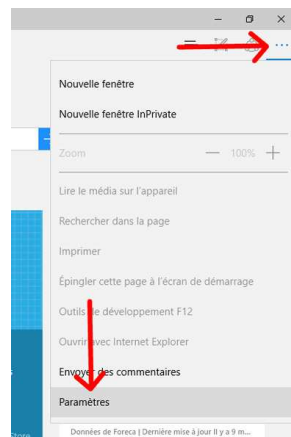 ...
Nouvelle fenêtre
Nouvelle fenêtre InPrivate
Zoom — 100% +
Lire le média sur l'appareil
Rechercher dans la page
Imprimer
Épingler cette page à l'écran de démarrage
Outils de développement F12
Ouvrir avec Internet Explorer
Envoyer des commentaires
Paramètres
Store
Données de Foreca | Dernière mise à jour Il y a 9 m...